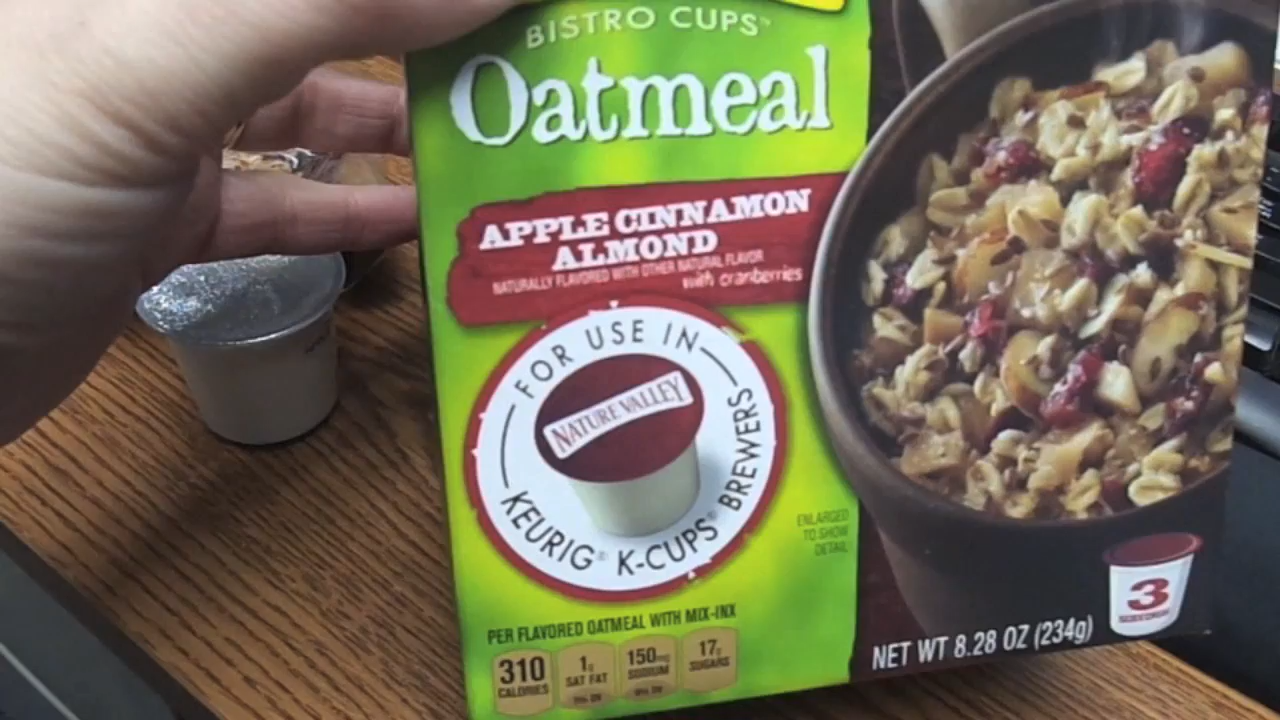 BISTRO CUPS™
Oatmeal
APPLE CINNAMON
ALMOND
NATURALLY FLAVORED WITH OTHER NATURAL FLAVOR
with cranberries
FOR USE IN
KEURIG® K-CUPS® BREWERS
NATURE VALLEY
ENLARGED
TO SHOW
DETAIL
PER FLAVORED OATMEAL WITH MIX-INX
310
CALORIES
1g
SAT FAT
150mg
SODIUM
17g
SUGARS
3
NET WT 8.28 OZ (234g)